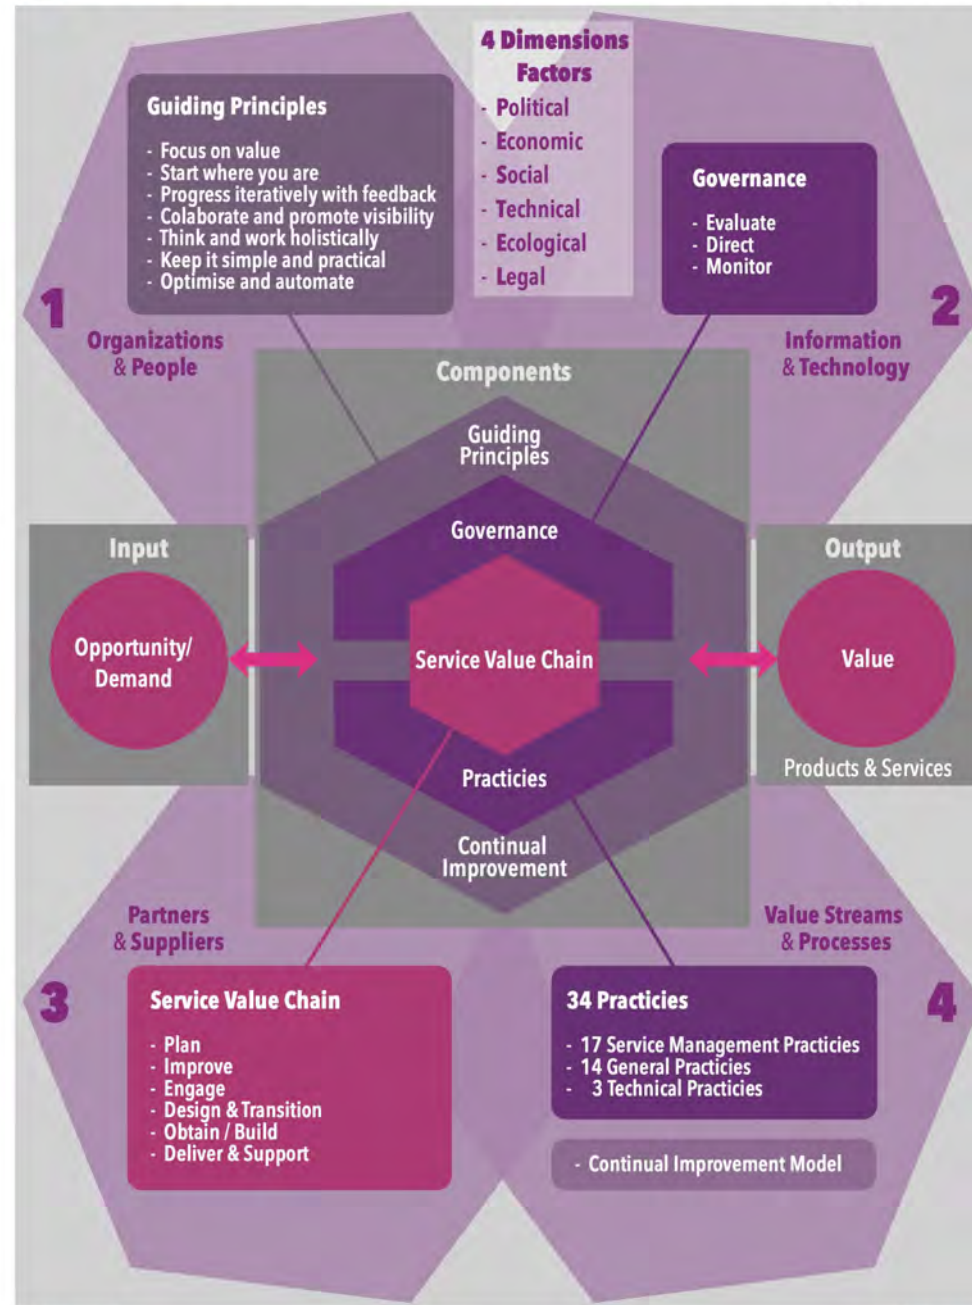 4 Dimensions
Factors
- Political
- Economic
- Social
- Technical
- Ecological
- Legal
Guiding Principles
- Focus on value
- Start where you are
- Progress iteratively with feedback
- Colaborate and promote visibility
- Think and work holistically
- Keep it simple and practical
- Optimise and automate
Governance
- Evaluate
- Direct
- Monitor
1
Organizations
& People
2
Information
& Technology
Components
Guiding
Principles
Governance
Service Value Chain
Practicies
Continual
Improvement
Input
Opportunity/
Demand
Output
Value
Products & Services
Partners
& Suppliers
3
Value Streams
& Processes
4
Service Value Chain
- Plan
- Improve
- Engage
- Design & Transition
- Obtain / Build
- Deliver & Support
34 Practicies
- 17 Service Management Practicies
- 14 General Practicies
- 3 Technical Practicies
- Continual Improvement Model